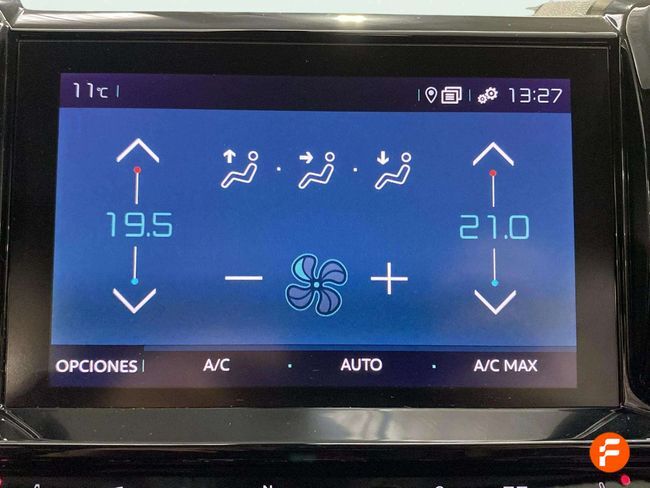 11°C 13:27
19.5 21.0
OPCIONES A/C AUTO A/C MAX